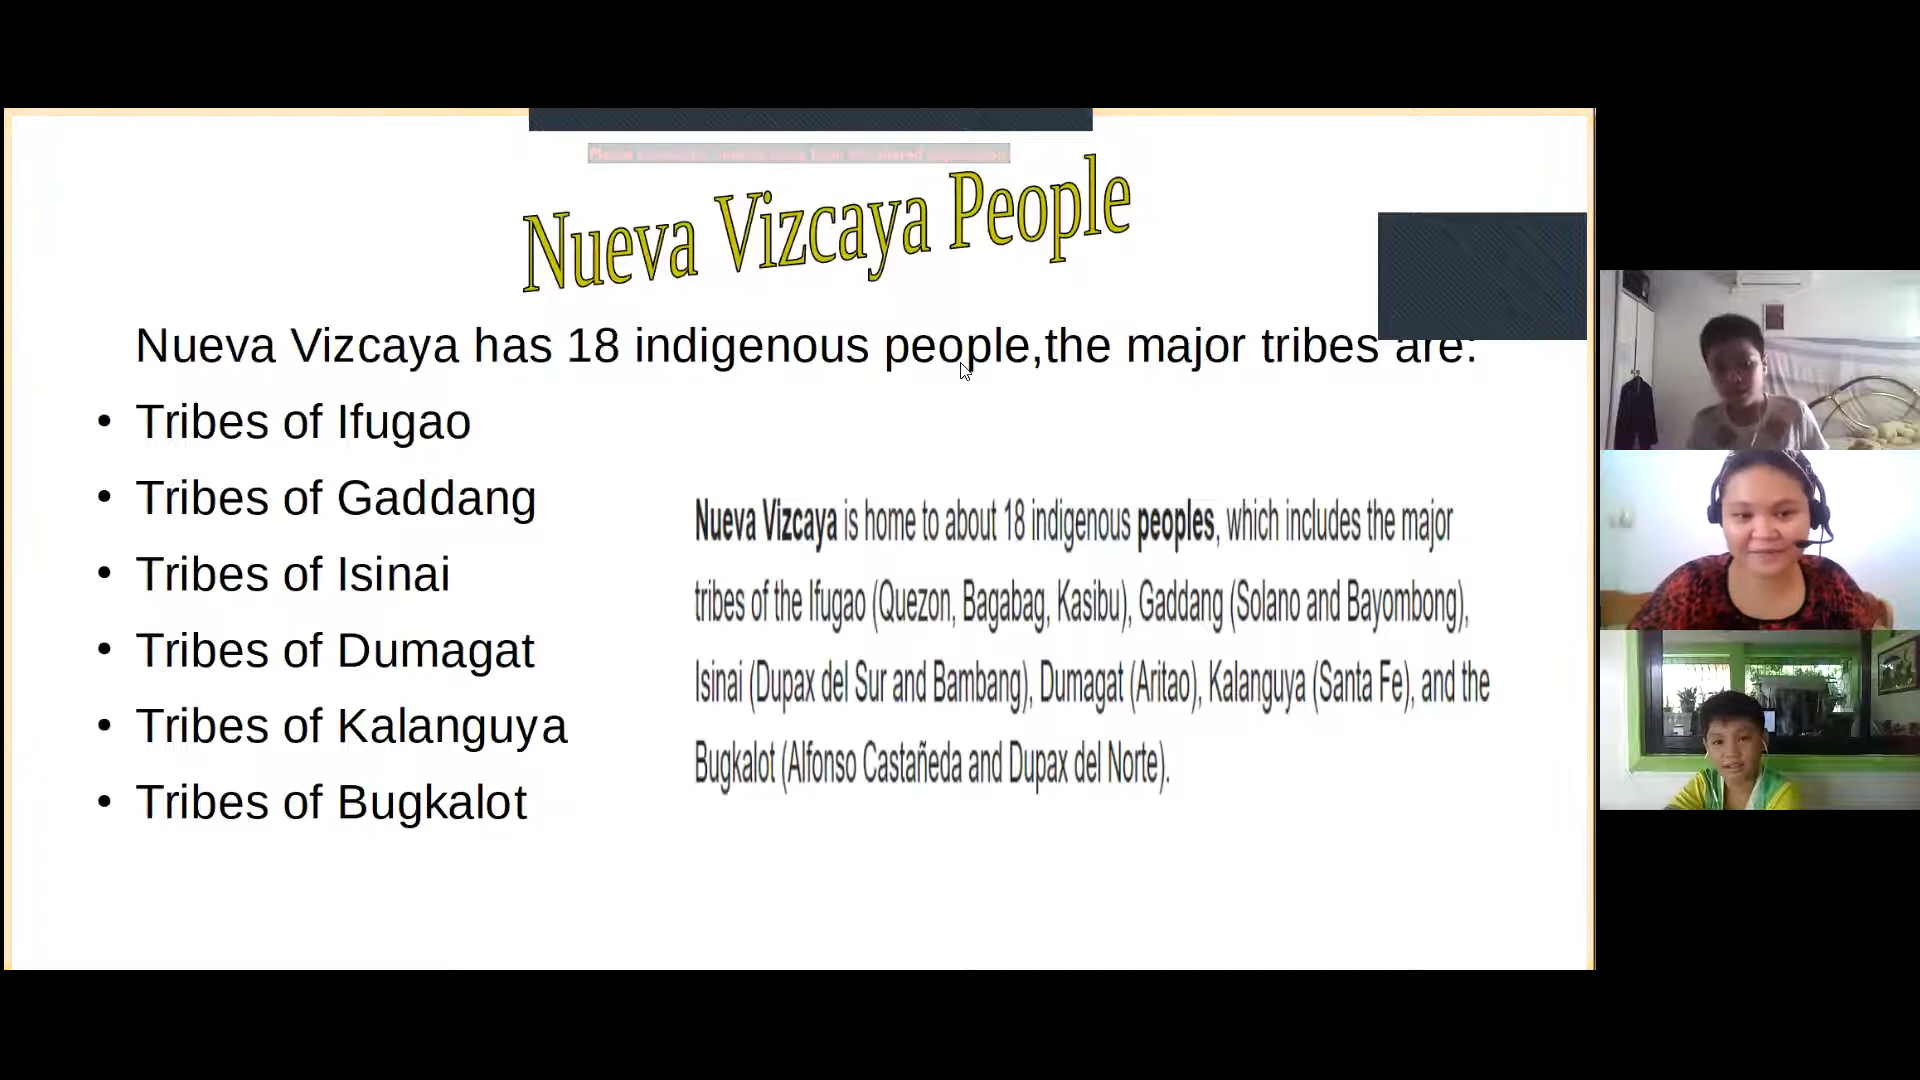 Nueva Vizcaya People
Nueva Vizcaya has 18 indigenous people,the major tribes are:
• Tribes of Ifugao
• Tribes of Gaddang
• Tribes of Isinai
• Tribes of Dumagat
• Tribes of Kalanguya
• Tribes of Bugkalot
Nueva Vizcaya is home to about 18 indigenous peoples, which includes the major
tribes of the Ifugao (Quezon, Bagabag, Kasibu), Gaddang (Solano and Bayombong),
Isinai (Dupax del Sur and Bambang), Dumagat (Aritao), Kalanguya (Santa Fe), and the
Bugkalot (Alfonso Castañeda and Dupax del Norte).